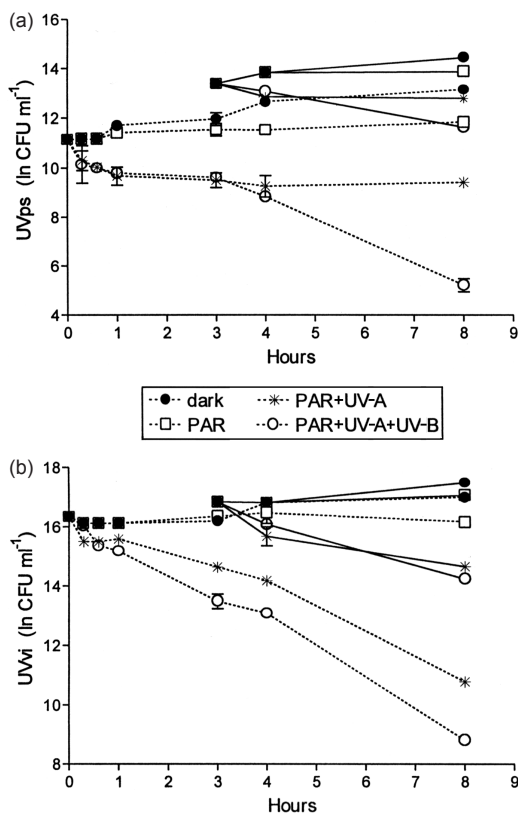 (a)
16
14
12
10
8
6
4
UVps (ln CFU ml⁻¹)
0 1 2 3 4 5 6 7 8 9
Hours
dark PAR+UV-A
PAR PAR+UV-A+UV-B
(b)
18
16
14
12
10
8
UVvi (ln CFU ml⁻¹)
0 1 2 3 4 5 6 7 8 9
Hours